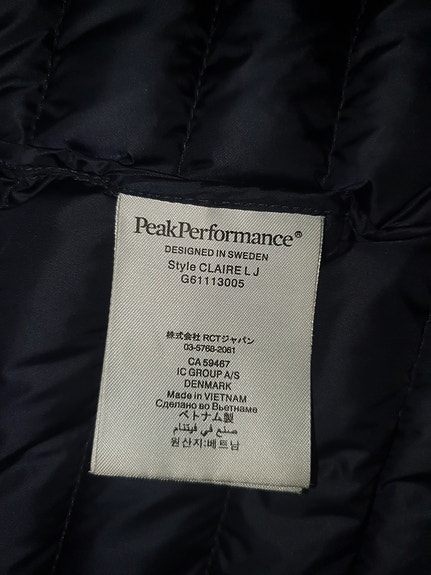 PeakPerformance®
DESIGNED IN SWEDEN
Style CLAIRE L J
G61113005
株式会社 RCTジャパン
03-5768-2061
CA 59467
IC GROUP A/S
DENMARK
Made in VIETNAM
Сделано во Вьетнаме
ベトナム製
صنع في فيتنام
원산지:베트남